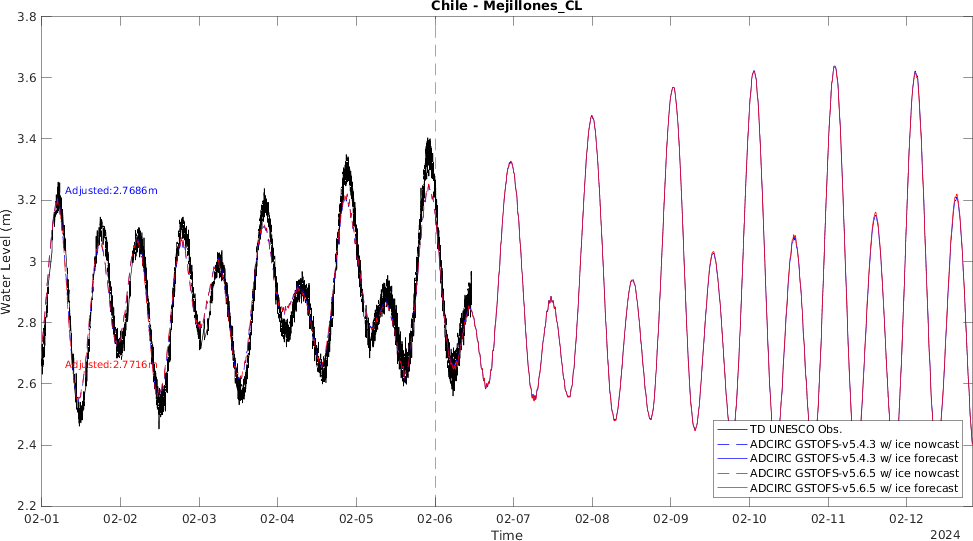 Chile - Mejillones_CL
3.8
3.6
3.4
3.2
3
2.8
2.6
2.4
2.2
Water Level (m)
Adjusted:2.7686m
Adjusted:2.7716m
TD UNESCO Obs.
ADCIRC GSTOFS-v5.4.3 w/ ice nowcast
ADCIRC GSTOFS-v5.4.3 w/ ice forecast
ADCIRC GSTOFS-v5.6.5 w/ ice nowcast
ADCIRC GSTOFS-v5.6.5 w/ ice forecast
02-01 02-02 02-03 02-04 02-05 02-06 02-07 02-08 02-09 02-10 02-11 02-12
Time
2024